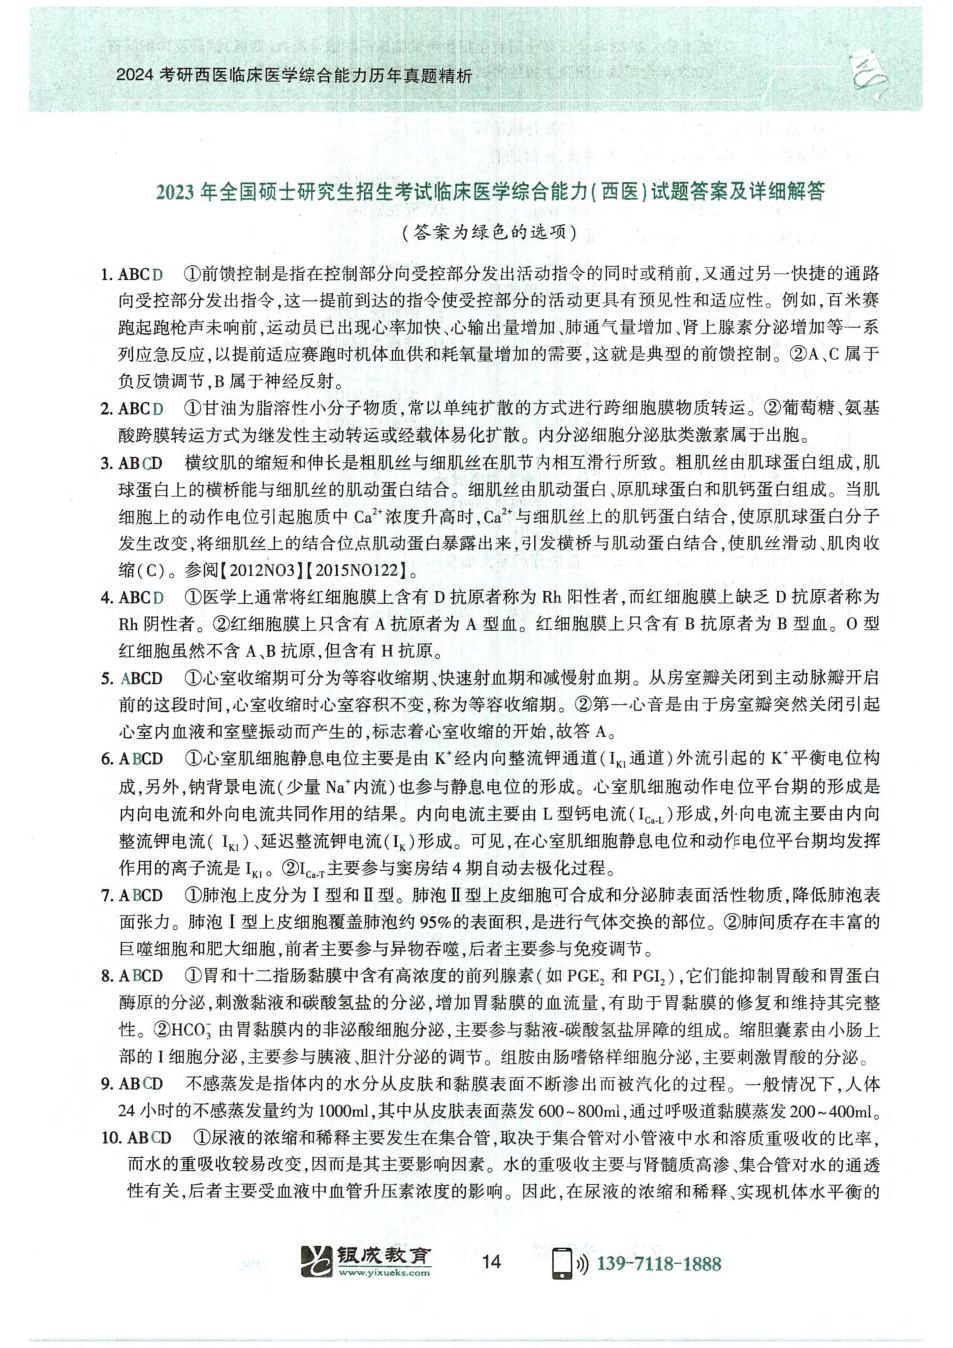 2024 考研西医临床医学综合能力历年真题精析
2023 年全国硕士研究生招生考试临床医学综合能力(西医)试题答案及详细解答
(答案为绿色的选项)
1. ABCD ①前馈控制是指在控制部分向受控部分发出活动指令的同时或稍前,又通过另一快捷的通路
向受控部分发出指令,这一提前到达的指令使受控部分的活动更具有预见性和适应性。例如,百米赛
跑起跑枪声未响前,运动员已出现心率加快、心输出量增加、肺通气量增加、肾上腺素分泌增加等一系
列应急反应,以提前适应赛跑时机体血供和耗氧量增加的需要,这就是典型的前馈控制。②A、C 属于
负反馈调节,B 属于神经反射。
2. ABCD ①甘油为脂溶性小分子物质,常以单纯扩散的方式进行跨细胞膜物质转运。②葡萄糖、氨基
酸跨膜转运方式为继发性主动转运或经载体易化扩散。内分泌细胞分泌肽类激素属于出胞。
3. ABCD 横纹肌的缩短和伸长是粗肌丝与细肌丝在肌节内相互滑行所致。粗肌丝由肌球蛋白组成,肌
球蛋白上的横桥能与细肌丝的肌动蛋白结合。细肌丝由肌动蛋白、原肌球蛋白和肌钙蛋白组成。当肌
细胞上的动作电位引起胞质中 Ca²⁺浓度升高时,Ca²⁺与细肌丝上的肌钙蛋白结合,使原肌球蛋白分子
发生改变,将细肌丝上的结合位点肌动蛋白暴露出来,引发横桥与肌动蛋白结合,使肌丝滑动、肌肉收
缩(C)。参阅【2012NO3】【2015NO122】。
4. ABCD ①医学上通常将红细胞膜上含有 D 抗原者称为 Rh 阳性者,而红细胞膜上缺乏 D 抗原者称为
Rh 阴性者。②红细胞膜上只含有 A 抗原者为 A 型血。红细胞膜上只含有 B 抗原者为 B 型血。O 型
红细胞虽然不含 A、B 抗原,但含有 H 抗原。
5. ABCD ①心室收缩期可分为等容收缩期、快速射血期和减慢射血期。从房室瓣关闭到主动脉瓣开启
前的这段时间,心室收缩时心室容积不变,称为等容收缩期。②第一心音是由于房室瓣突然关闭引起
心室内血液和室壁振动而产生的,标志着心室收缩的开始,故答 A。
6. ABCD ①心室肌细胞静息电位主要是由 K⁺经内向整流钾通道(I_K1通道)外流引起的 K⁺平衡电位构
成,另外,钠背景电流(少量 Na⁺内流)也参与静息电位的形成。心室肌细胞动作电位平台期的形成是
内向电流和外向电流共同作用的结果。内向电流主要由 L 型钙电流(I_Ca-L)形成,外向电流主要由内向
整流钾电流( I_K1)、延迟整流钾电流(I_K)形成。可见,在心室肌细胞静息电位和动作电位平台期均发挥
作用的离子流是 I_K1。②I_Ca-T主要参与窦房结 4 期自动去极化过程。
7. ABCD ①肺泡上皮分为Ⅰ型和Ⅱ型。肺泡Ⅱ型上皮细胞可合成和分泌肺表面活性物质,降低肺泡表
面张力。肺泡Ⅰ型上皮细胞覆盖肺泡约 95%的表面积,是进行气体交换的部位。②肺间质存在丰富的
巨噬细胞和肥大细胞,前者主要参与异物吞噬,后者主要参与免疫调节。
8. ABCD ①胃和十二指肠黏膜中含有高浓度的前列腺素(如 PGE₂ 和 PGI₂),它们能抑制胃酸和胃蛋白
酶原的分泌,刺激黏液和碳酸氢盐的分泌,增加胃黏膜的血流量,有助于胃黏膜的修复和维持其完整
性。②HCO₃⁻ 由胃黏膜内的非泌酸细胞分泌,主要参与黏液-碳酸氢盐屏障的组成。缩胆囊素由小肠上
部的 I 细胞分泌,主要参与胰液、胆汁分泌的调节。组胺由肠嗜铬样细胞分泌,主要刺激胃酸的分泌。
9. ABCD 不感蒸发是指体内的水分从皮肤和黏膜表面不断渗出而被汽化的过程。一般情况下,人体
24 小时的不感蒸发量约为 1000ml,其中从皮肤表面蒸发 600~800ml,通过呼吸道黏膜蒸发 200~400ml。
10. ABCD ①尿液的浓缩和稀释主要发生在集合管,取决于集合管对小管液中水和溶质重吸收的比率,
而水的重吸收较易改变,因而是其主要影响因素。水的重吸收主要与肾髓质高渗、集合管对水的通透
性有关,后者主要受血液中血管升压素浓度的影响。因此,在尿液的浓缩和稀释、实现机体水平衡的
银成教育
www.yixueks.com
14
139-7118-1888